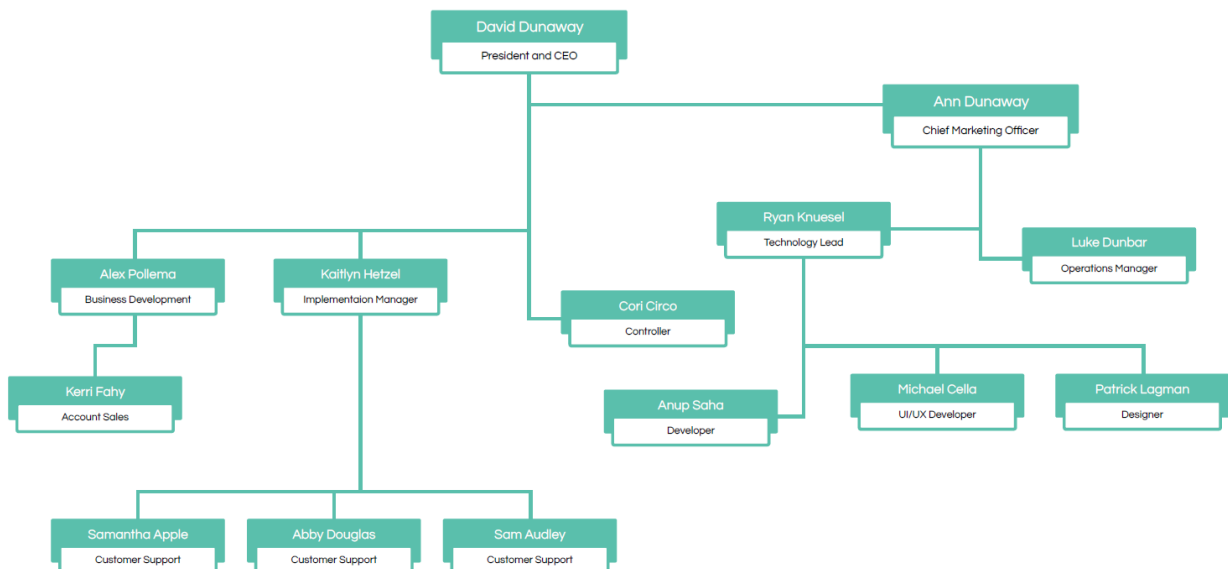 David Dunaway
President and CEO
Ann Dunaway
Chief Marketing Officer
Ryan Knuesel
Technology Lead
Luke Dunbar
Operations Manager
Alex Pollema
Business Development
Kaitlyn Hetzel
Implementaion Manager
Cori Circo
Controller
Kerri Fahy
Account Sales
Anup Saha
Developer
Michael Cella
UI/UX Developer
Patrick Lagman
Designer
Samantha Apple
Customer Support
Abby Douglas
Customer Support
Sam Audley
Customer Support